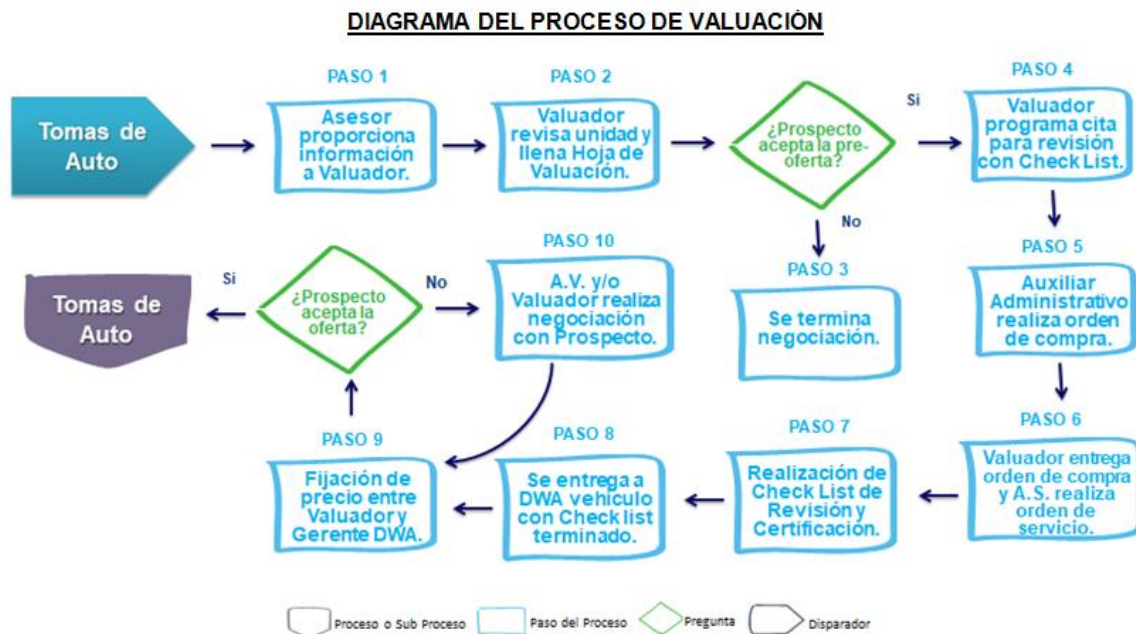 DIAGRAMA DEL PROCESO DE VALUACIÓN
Tomas de
Auto
PASO 1
Asesor
proporciona
información
a Valuador.
PASO 2
Valuador
revisa unidad y
llena Hoja de
Valuación.
¿Prospecto
acepta la pre-
oferta?
Si
No
PASO 4
Valuador
programa cita
para revisión
con Check List.
PASO 3
Se termina
negociación.
PASO 5
Auxiliar
Administrativo
realiza orden
de compra.
PASO 6
Valuador entrega
orden de compra
y A.S. realiza
orden de
servicio.
PASO 7
Realización de
Check List de
Revisión y
Certificación.
PASO 8
Se entrega a
DWA vehículo
con Check list
terminado.
PASO 9
Fijación de
precio entre
Valuador y
Gerente DWA.
¿Prospecto
acepta la
oferta?
No
PASO 10
A.V. y/o
Valuador realiza
negociación
con Prospecto.
Si
Tomas de
Auto
Proceso o Sub Proceso
Paso del Proceso
Pregunta
Disparador